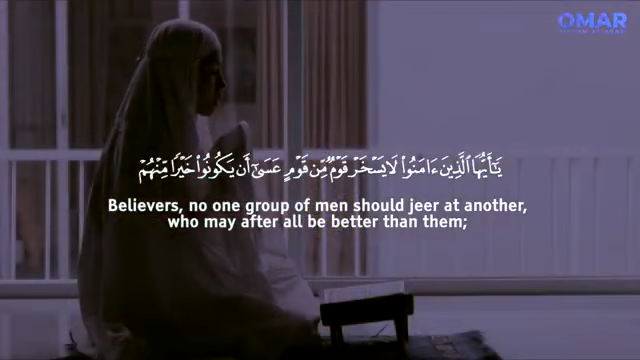 OMAR
يَٰٓأَيُّهَا ٱلَّذِينَ ءَامَنُوا۟ لَا يَسْخَرْ قَوْمٌ مِّن قَوْمٍ عَسَىٰٓ أَن يَكُونُوا۟ خَيْرًا مِّنْهُمْ
Believers, no one group of men should jeer at another,
who may after all be better than them;